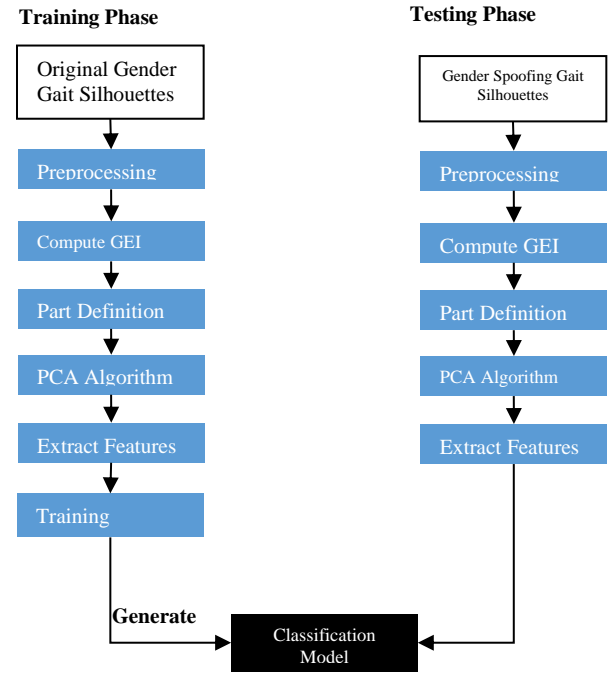 Training Phase
Original Gender
Gait Silhouettes
Preprocessing
Compute GEI
Part Definition
PCA Algorithm
Extract Features
Training
Generate
Testing Phase
Gender Spoofing Gait
Silhouettes
Preprocessing
Compute GEI
Part Definition
PCA Algorithm
Extract Features
Classification
Model